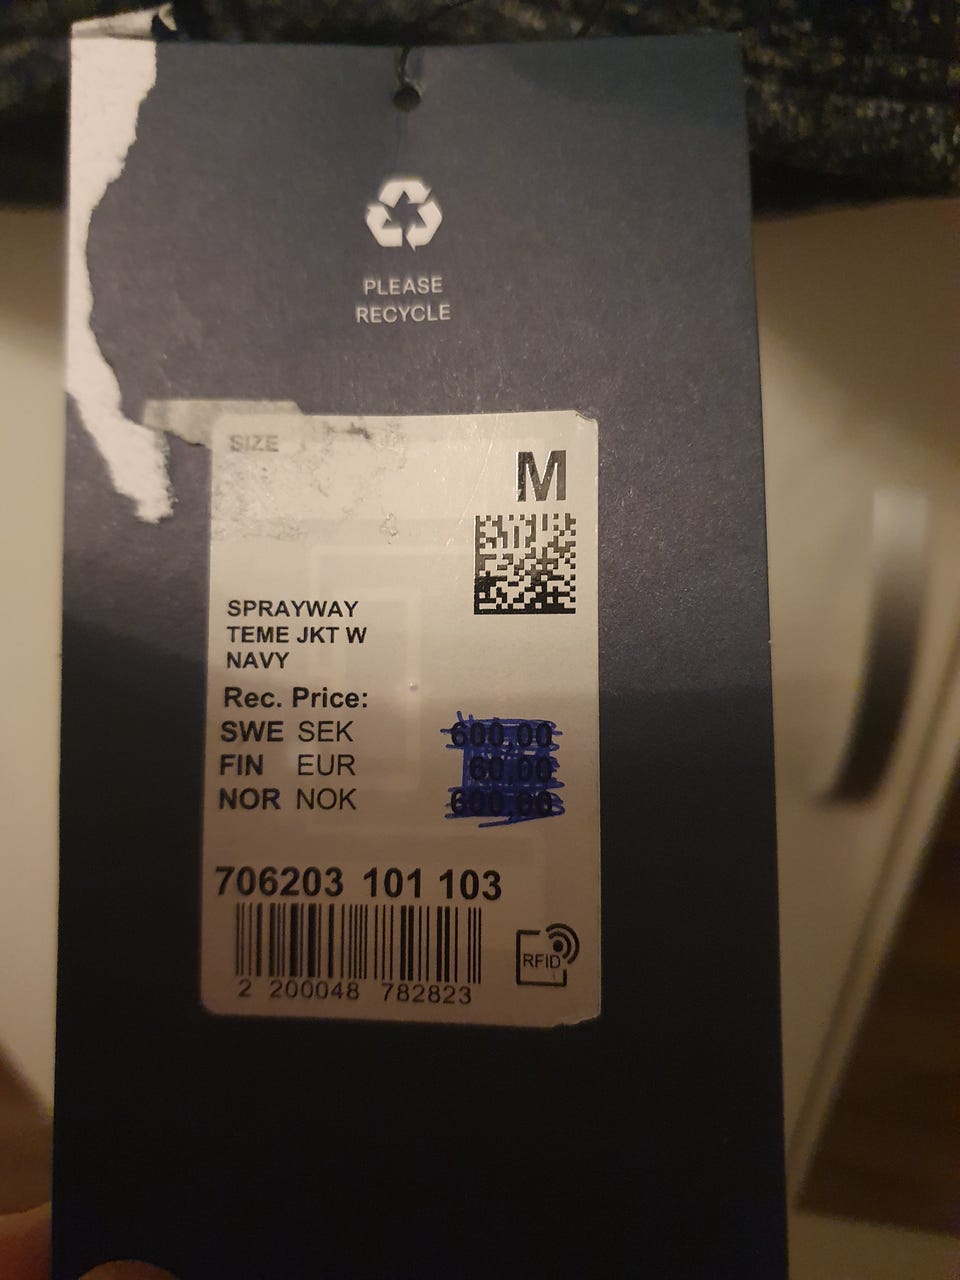 PLEASE
RECYCLE
SIZE
M
SPRAYWAY
TEME JKT W
NAVY
Rec. Price:
SWE SEK 600,00
FIN EUR 60,00
NOR NOK 600,00
706203 101 103
RFID
2 200048 782823